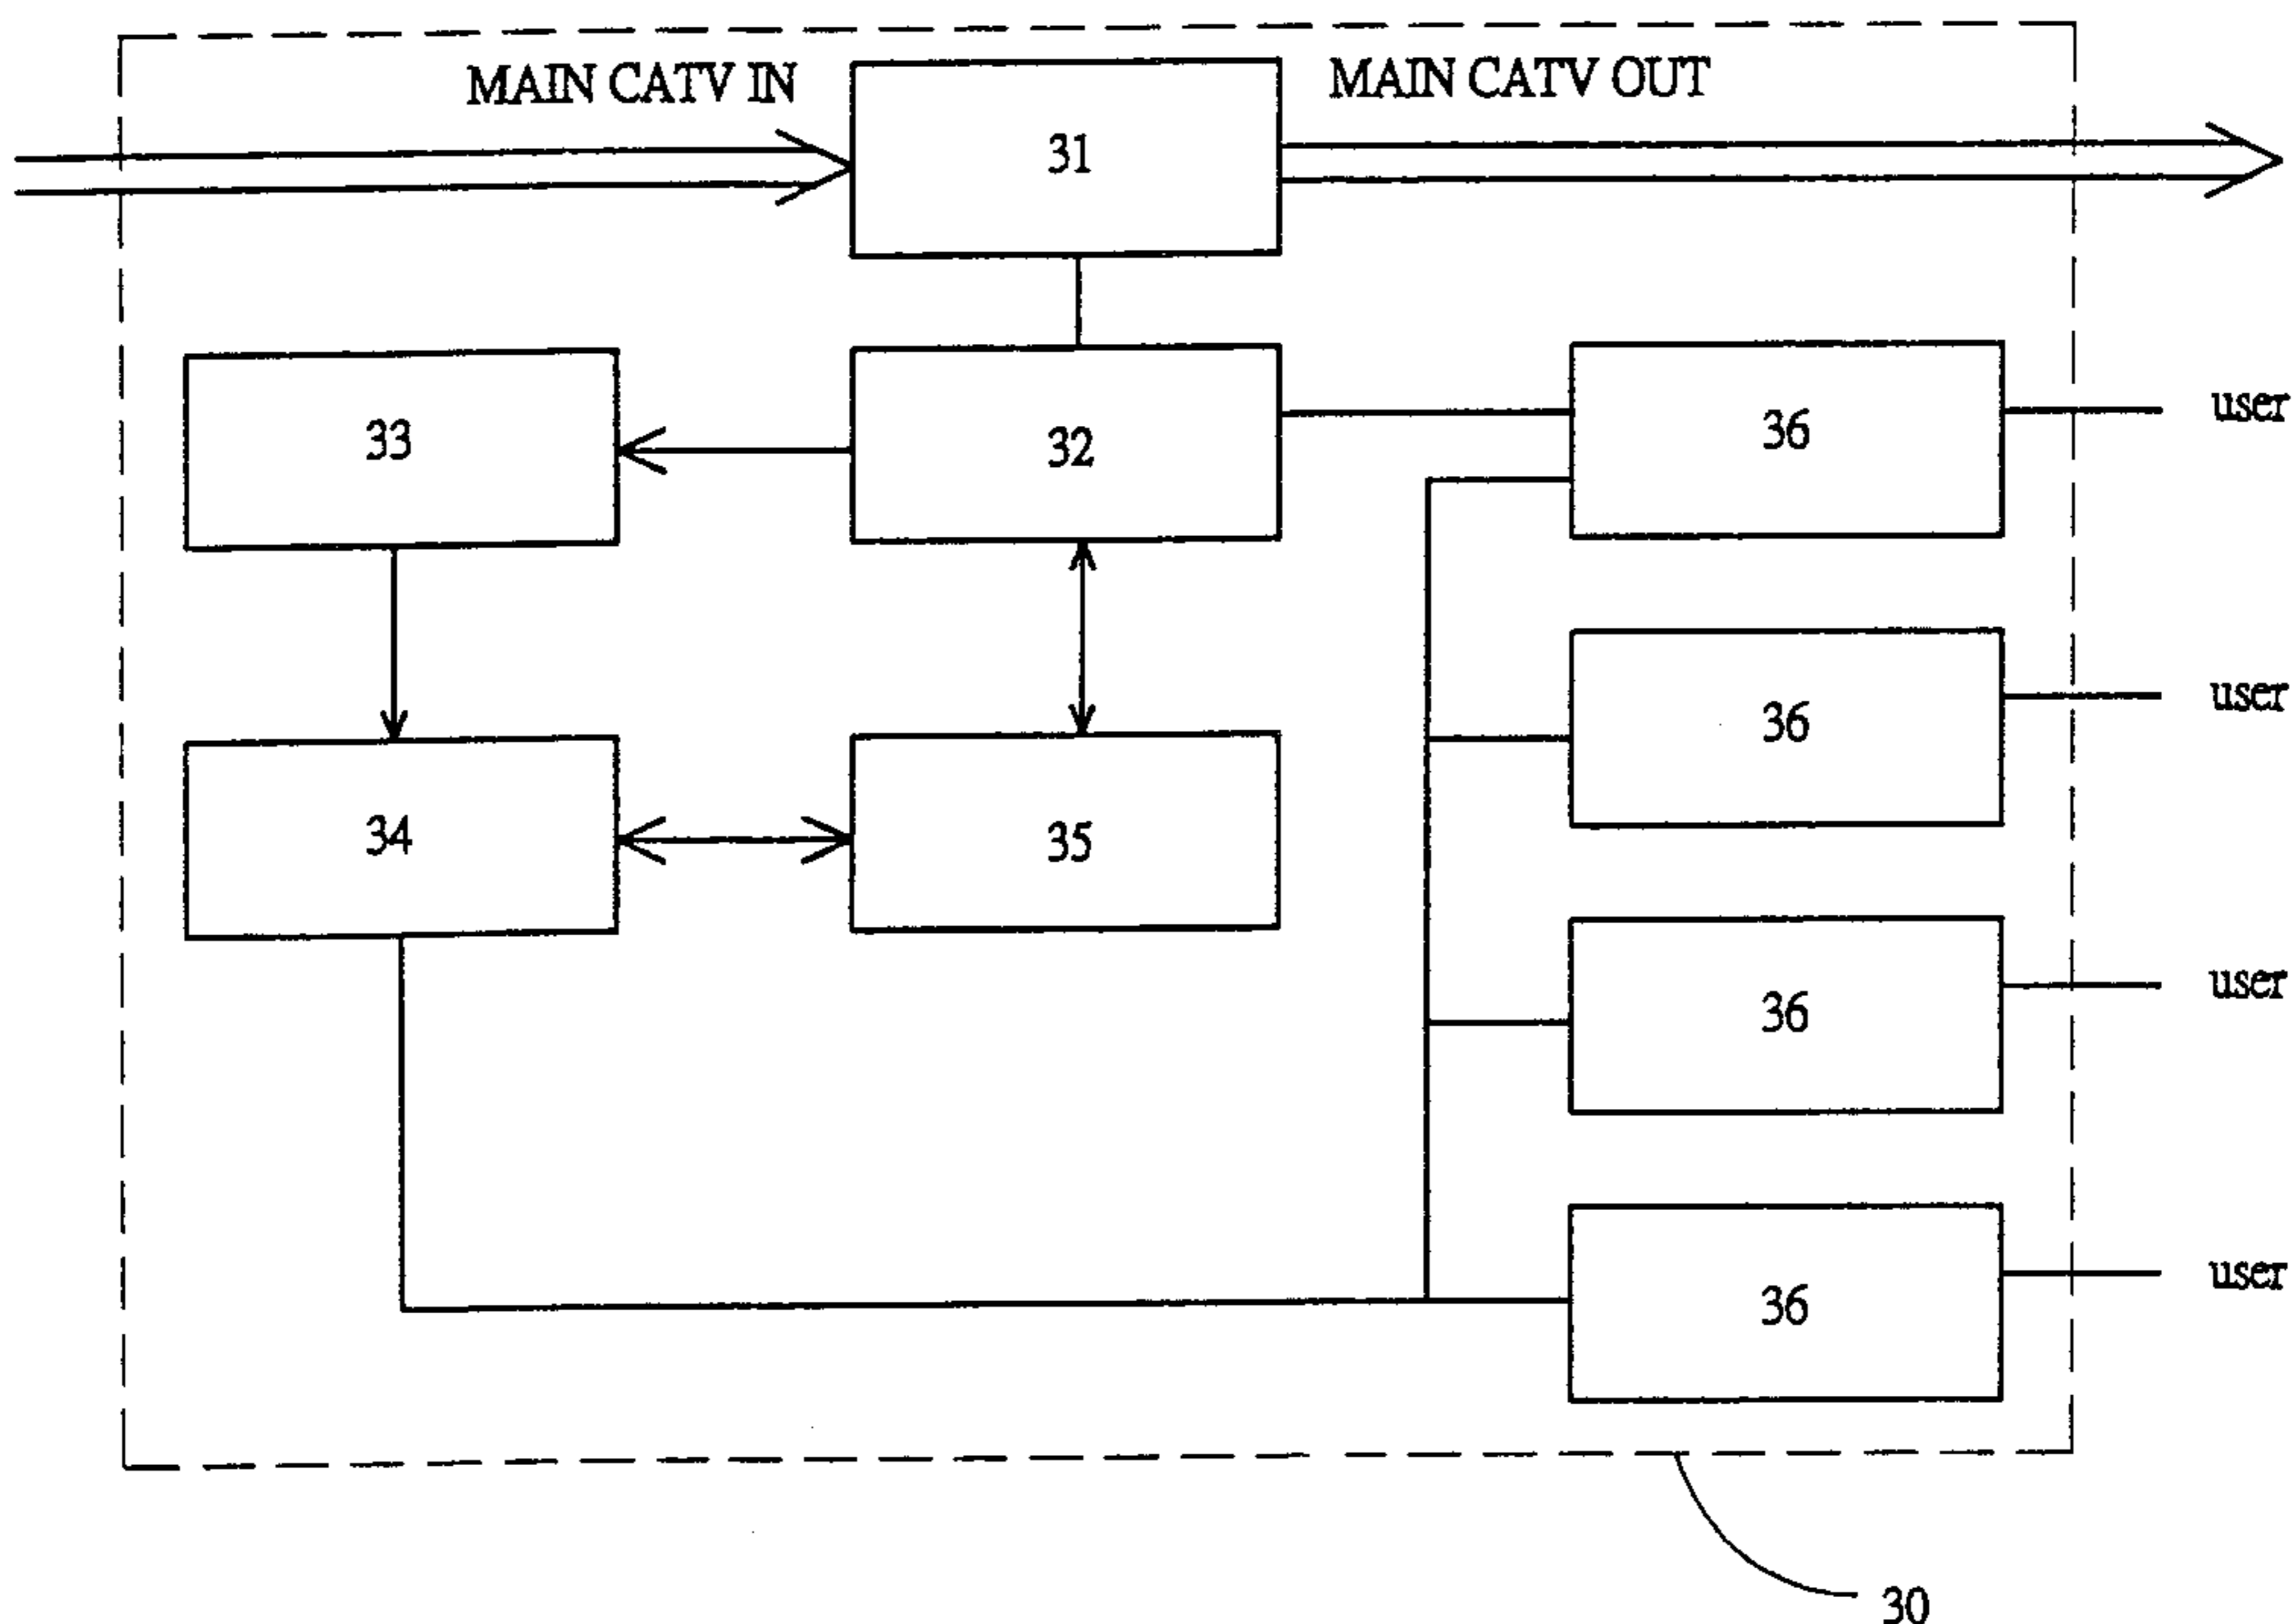 MAIN CATV IN
MAIN CATV OUT
31
33
32
36
user
36
user
34
35
36
user
36
user
30